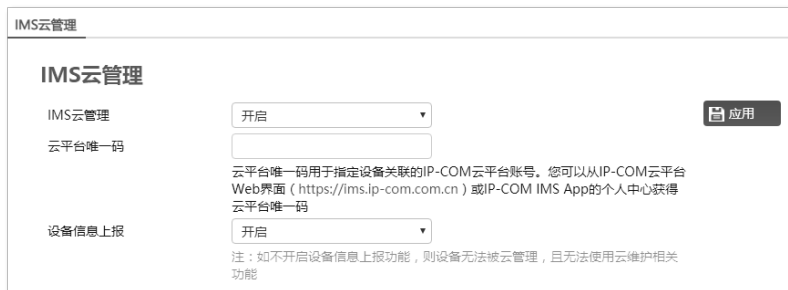 IMS云管理
IMS云管理
IMS云管理 开启 应用
云平台唯一码
云平台唯一码用于指定设备关联的IP-COM云平台账号。您可以从IP-COM云平台
Web界面（https://ims.ip-com.com.cn）或IP-COM IMS App的个人中心获得
云平台唯一码
设备信息上报 开启
注：如不开启设备信息上报功能，则设备无法被云管理，且无法使用云维护相关
功能